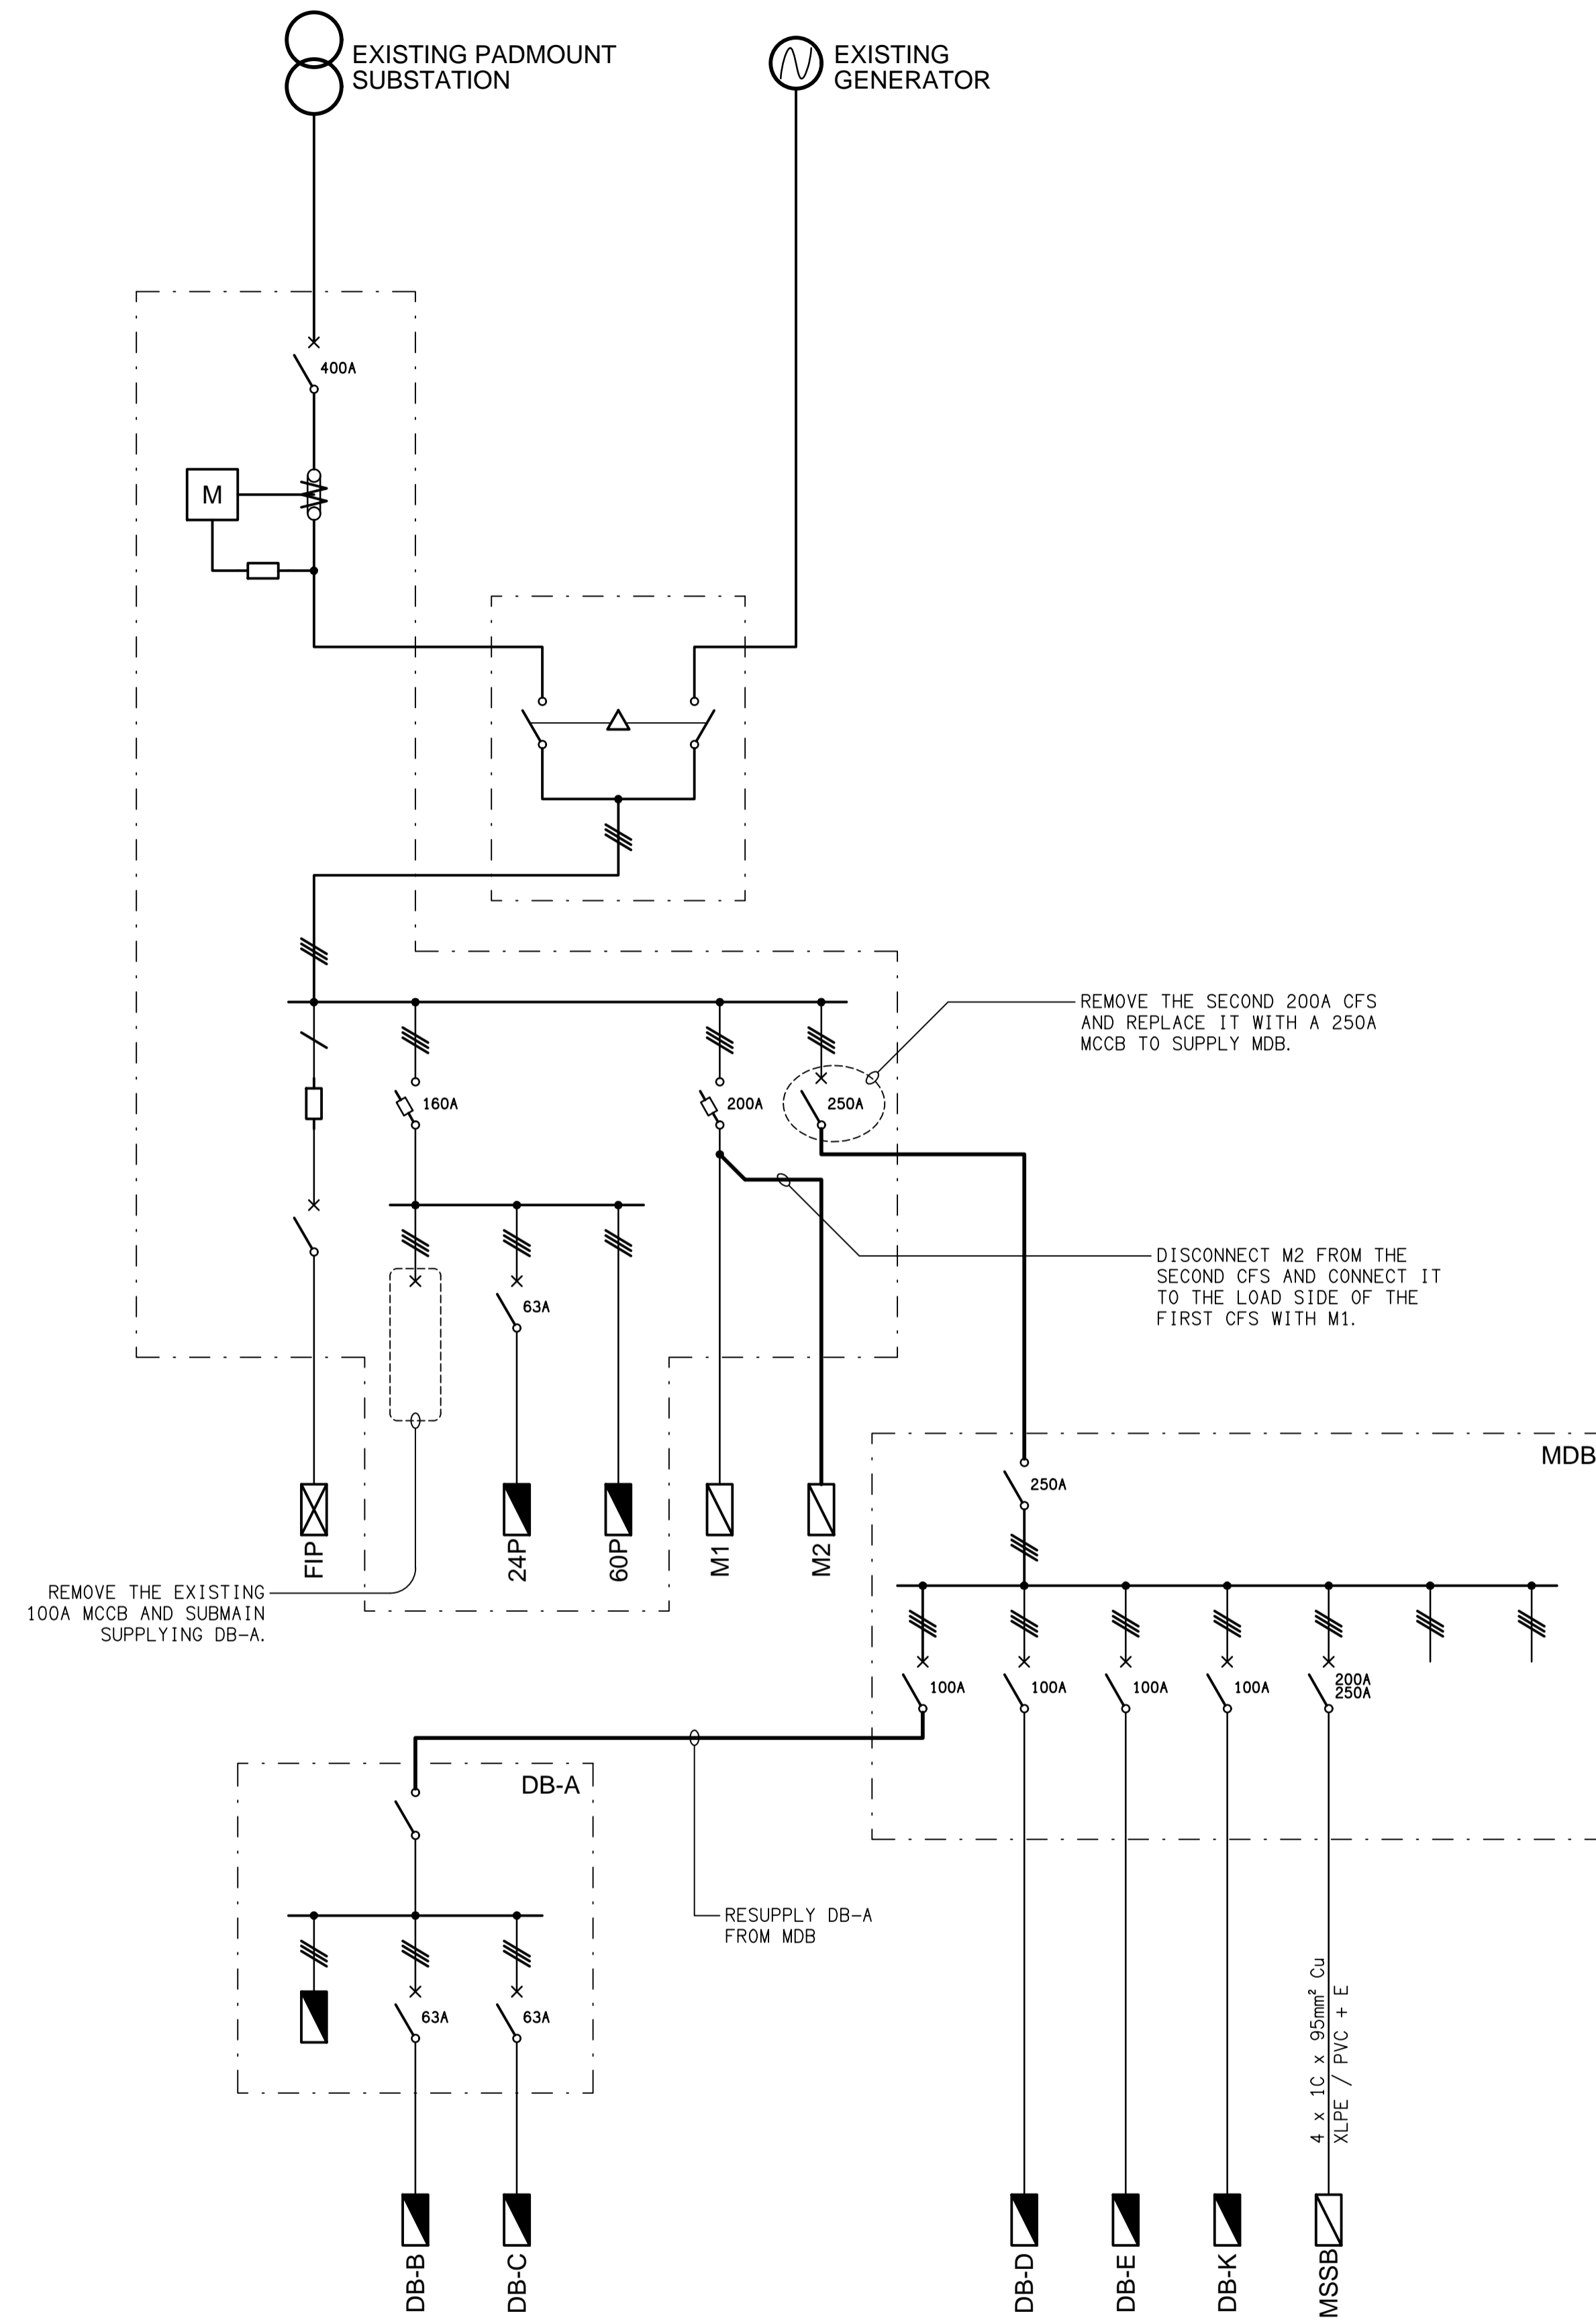 EXISTING PADMOUNT
SUBSTATION
EXISTING
GENERATOR
400A
M
REMOVE THE SECOND 200A CFS
AND REPLACE IT WITH A 250A
MCCB TO SUPPLY MDB.
160A
200A
250A
DISCONNECT M2 FROM THE
SECOND CFS AND CONNECT IT
TO THE LOAD SIDE OF THE
FIRST CFS WITH M1.
63A
MDB
250A
FIP
24P
60P
M1
M2
REMOVE THE EXISTING
100A MCCB AND SUBMAIN
SUPPLYING DB-A.
100A
100A
100A
100A
200A
250A
DB-A
RESUPPLY DB-A
FROM MDB
63A
63A
4 x 1C x 95mm² Cu
XLPE / PVC + E
DB-B
DB-C
DB-D
DB-E
DB-K
MSSB